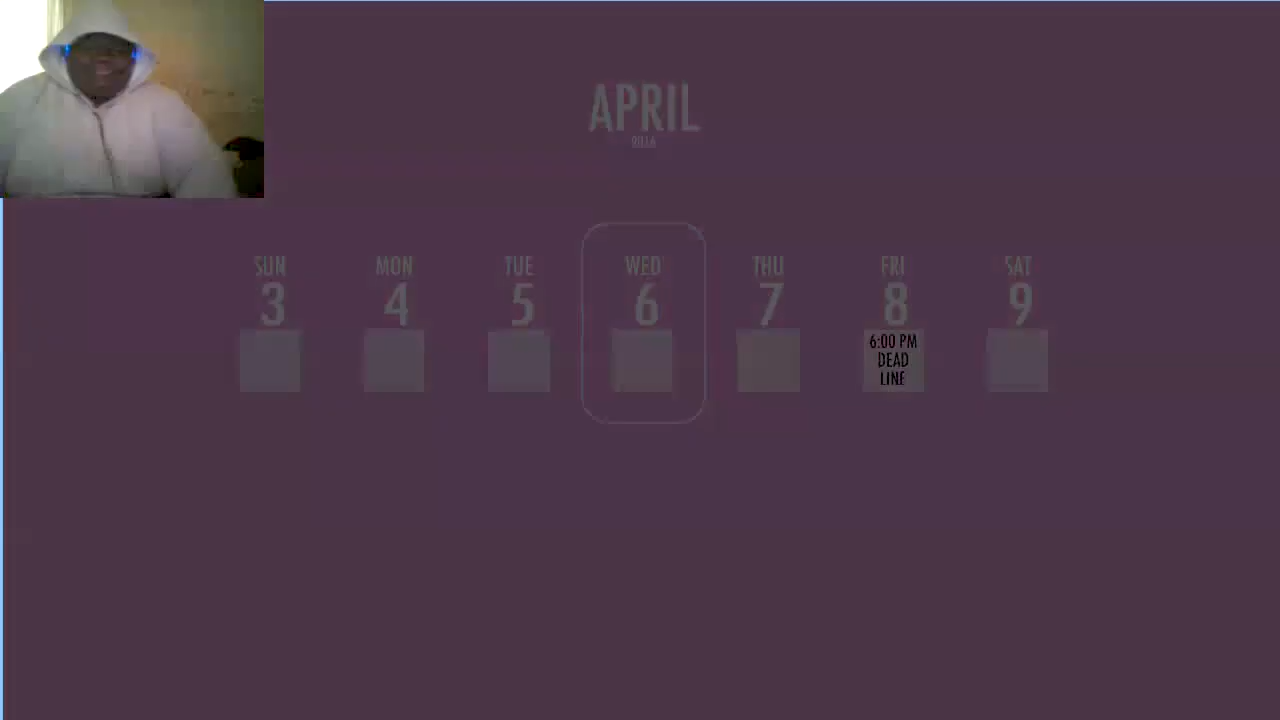 APRIL
2016
SUN MON TUE WED THU FRI SAT
3 4 5 6 7 8 9
6:00 PM
DEAD
LINE